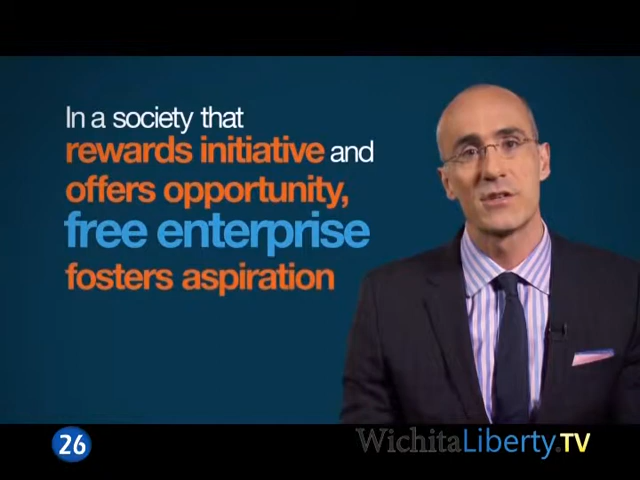 In a society that
rewards initiative and
offers opportunity,
free enterprise
fosters aspiration
26
WichitaLiberty.TV